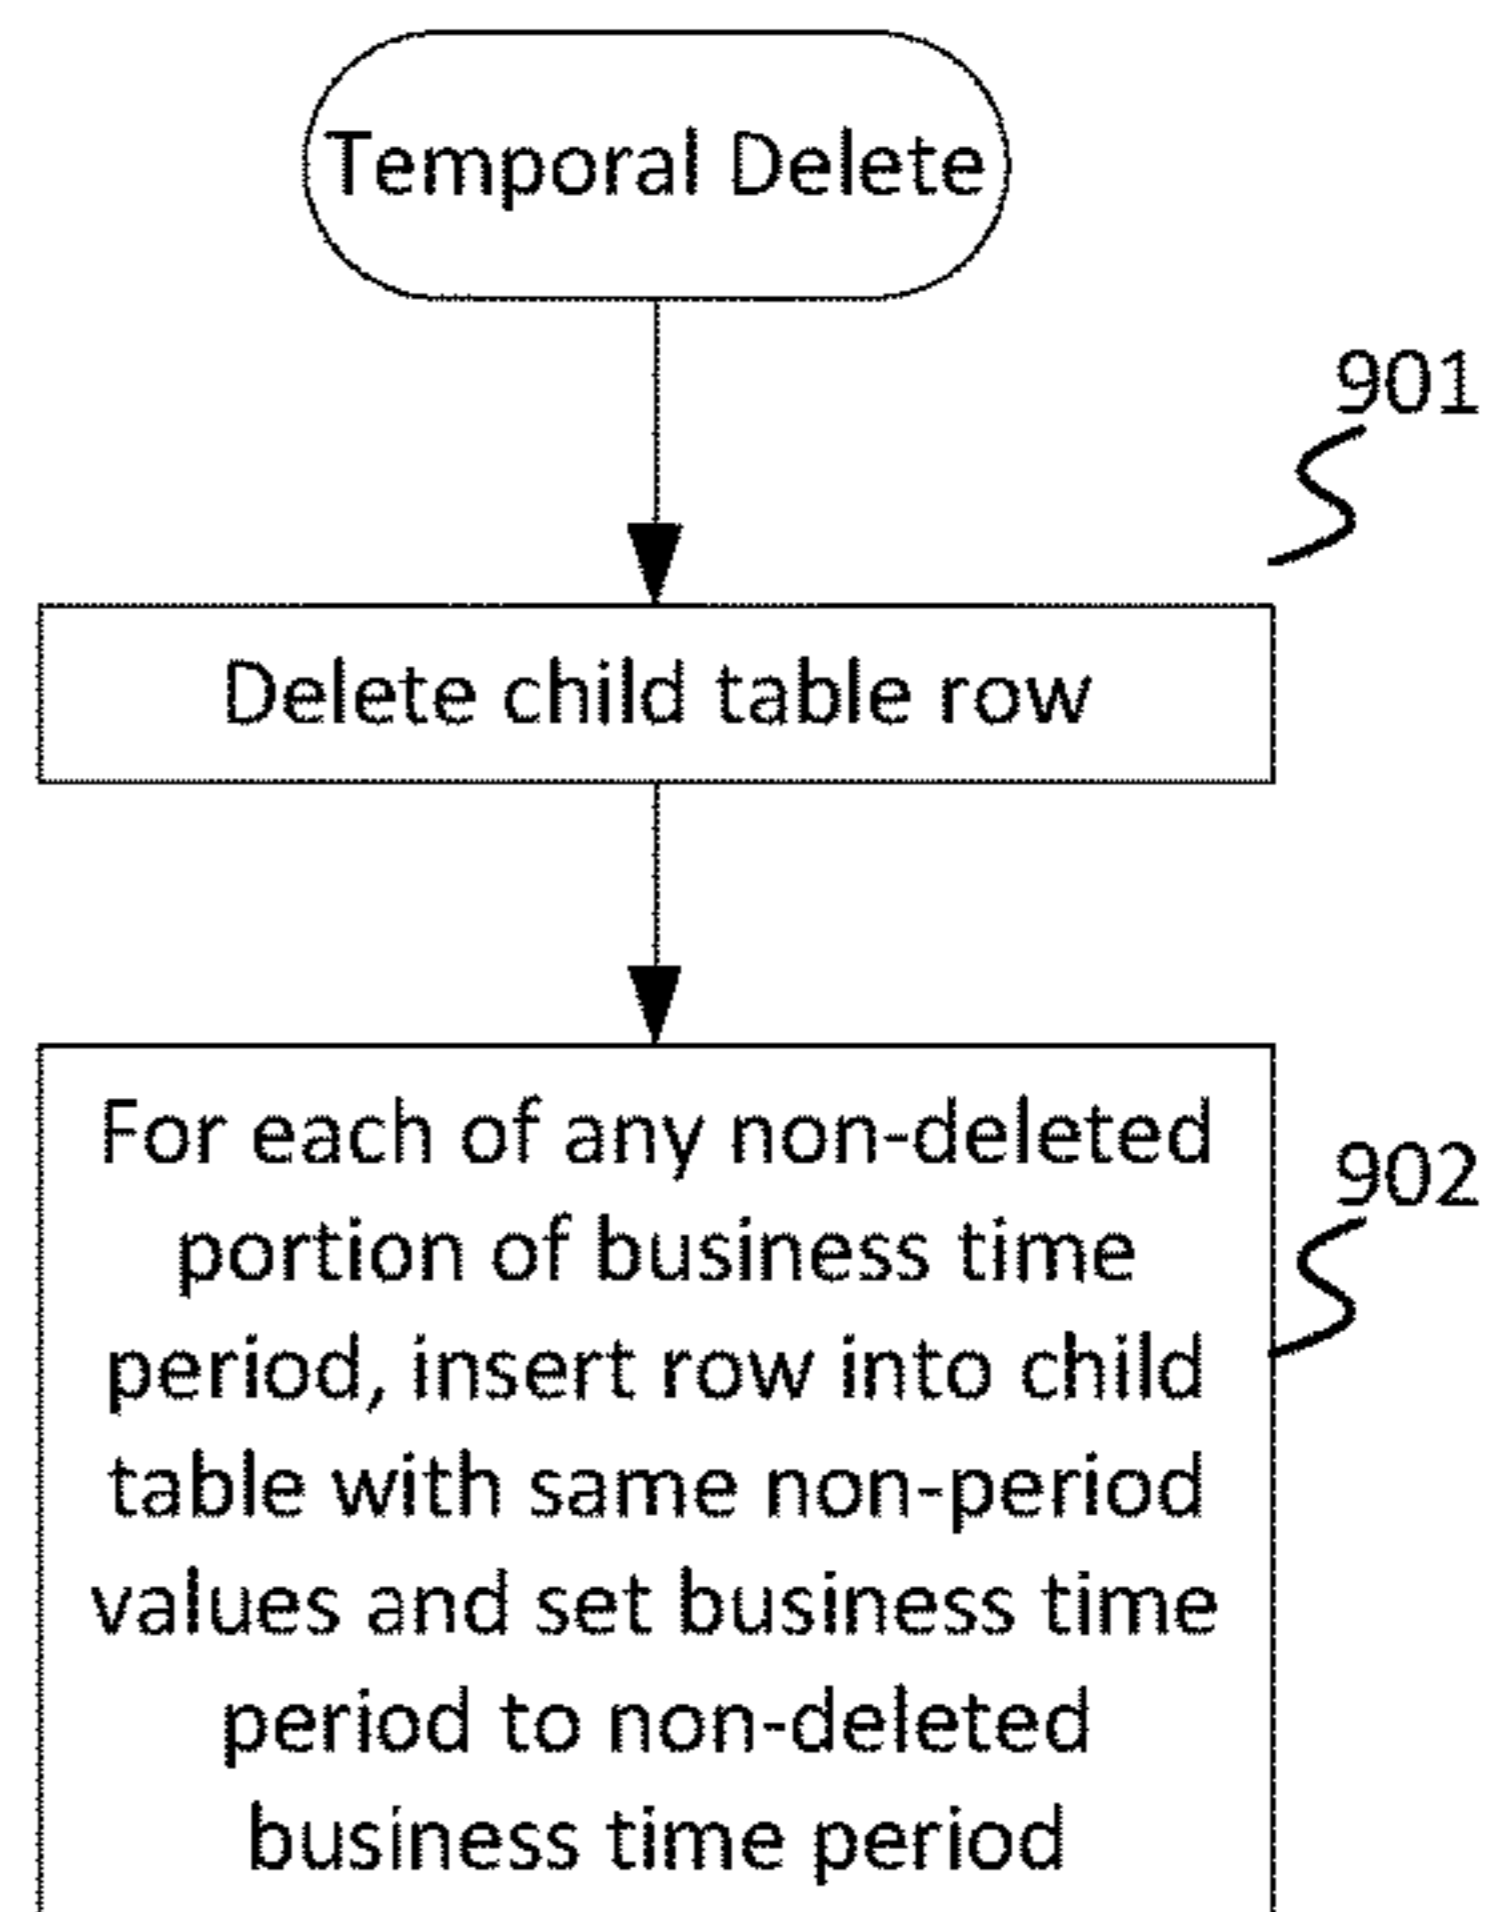 Temporal Delete
901
Delete child table row
For each of any non-deleted
portion of business time
period, insert row into child
table with same non-period
values and set business time
period to non-deleted
business time period
902